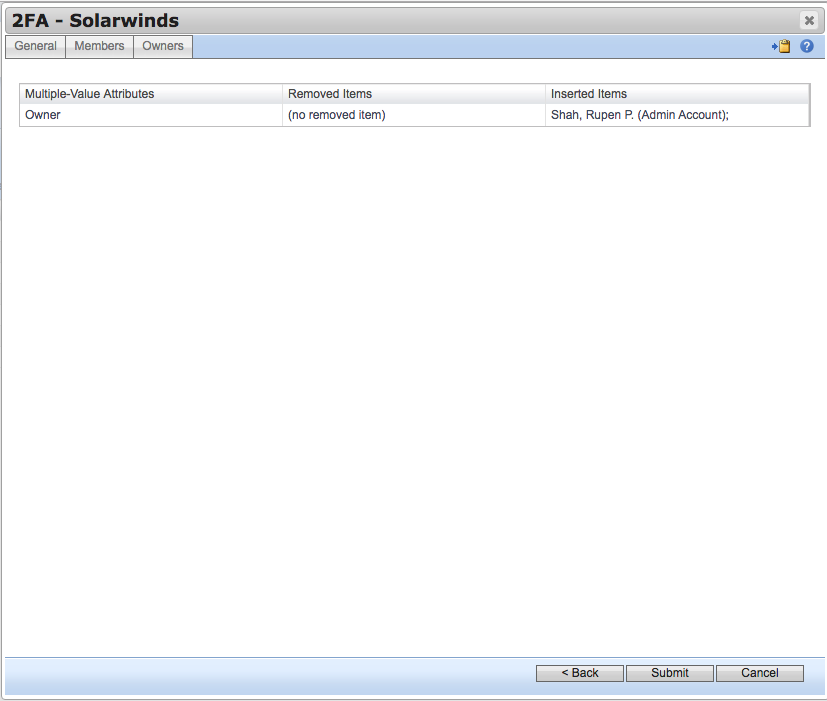 2FA - Solarwinds
General Members Owners
Multiple-Value Attributes Removed Items Inserted Items
Owner (no removed item) Shah, Rupen P. (Admin Account);
< Back Submit Cancel